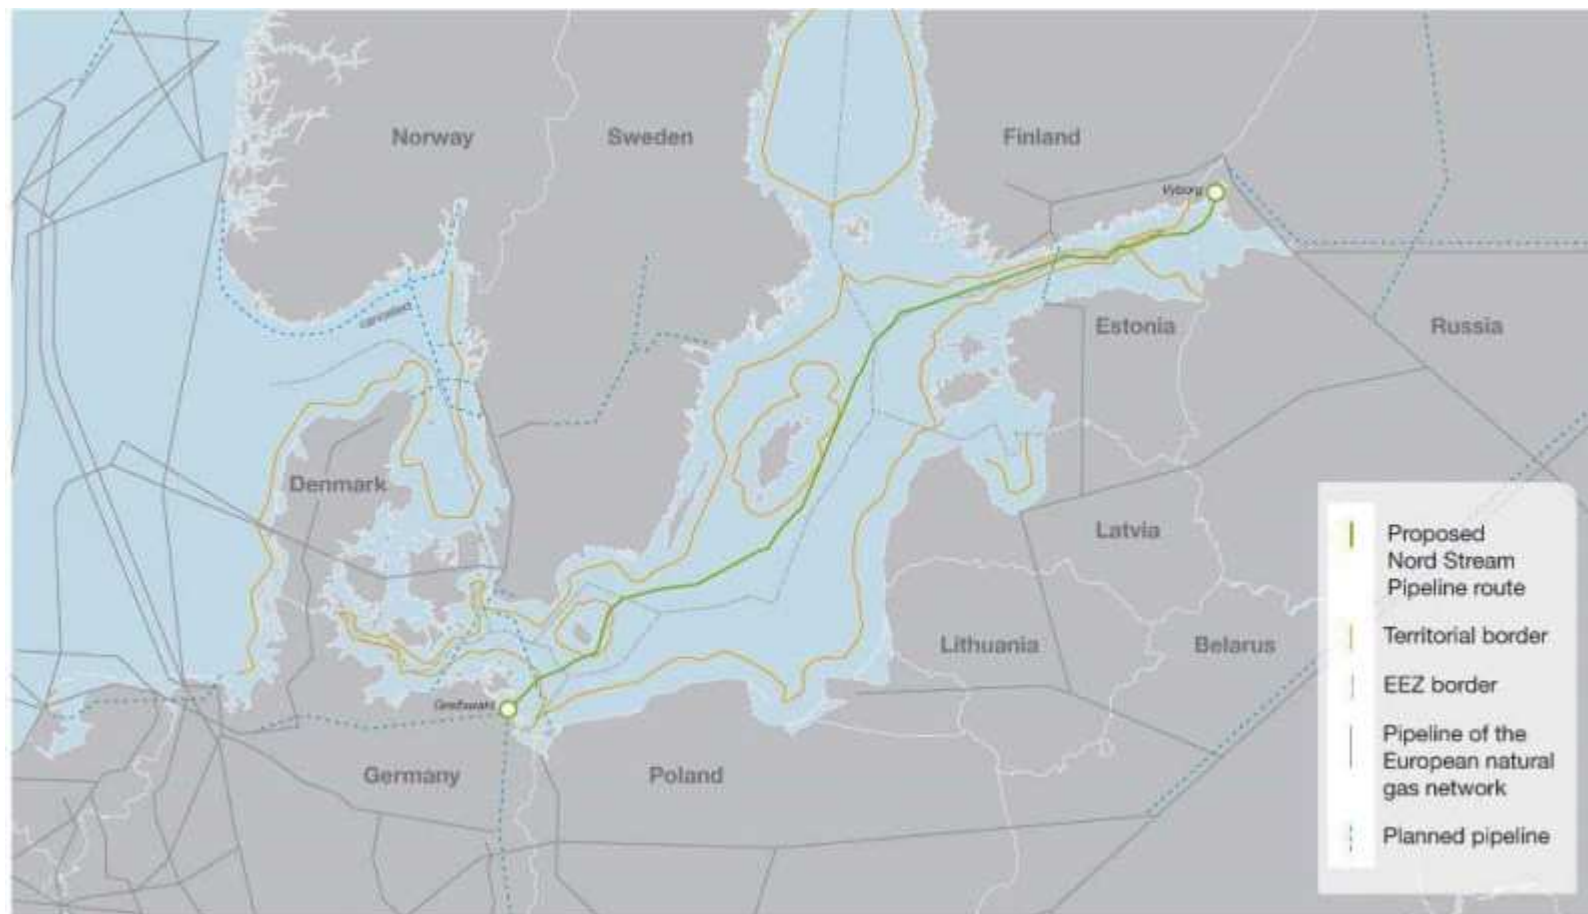 Norway
Sweden
Finland
Vyborg
canceled
Estonia
Russia
Denmark
Latvia
Lithuania
Belarus
Greifswald
Germany
Poland
Proposed
Nord Stream
Pipeline route
Territorial border
EEZ border
Pipeline of the
European natural
gas network
Planned pipeline